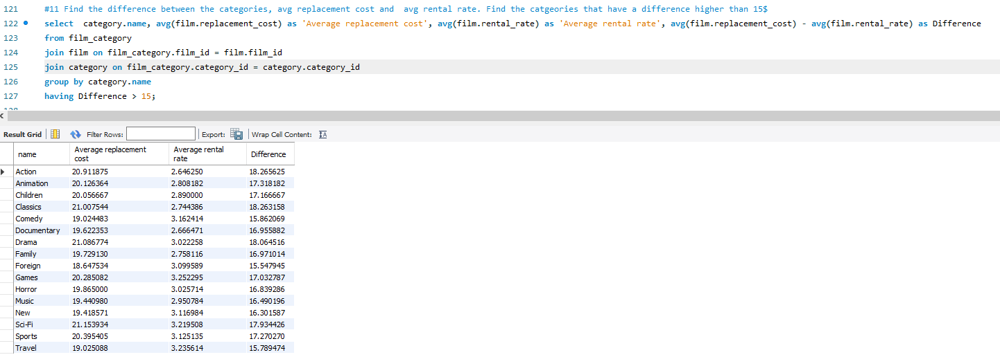 121 #11 Find the difference between the categories, avg replacement cost and  avg rental rate. Find the catgeories that have a difference higher than 15$
122 select  category.name, avg(film.replacement_cost) as 'Average replacement cost', avg(film.rental_rate) as 'Average rental rate', avg(film.replacement_cost) - avg(film.rental_rate) as Difference
123 from film_category
124 join film on film_category.film_id = film.film_id
125 join category on film_category.category_id = category.category_id
126 group by category.name
127 having Difference > 15;
Result Grid Filter Rows: Export: Wrap Cell Content:
name Average replacement cost Average rental rate Difference
Action 20.911875 2.646250 18.265625
Animation 20.126364 2.808182 17.318182
Children 20.056667 2.890000 17.166667
Classics 21.007544 2.744386 18.263158
Comedy 19.024483 3.162414 15.862069
Documentary 19.622353 2.666471 16.955882
Drama 21.086774 3.022258 18.064516
Family 19.729130 2.758116 16.971014
Foreign 18.647534 3.099589 15.547945
Games 20.285082 3.252295 17.032787
Horror 19.865000 3.025714 16.839286
Music 19.440980 2.950784 16.490196
New 19.418571 3.116984 16.301587
Sci-Fi 21.153934 3.219508 17.934426
Sports 20.395405 3.125135 17.270270
Travel 19.025088 3.235614 15.789474